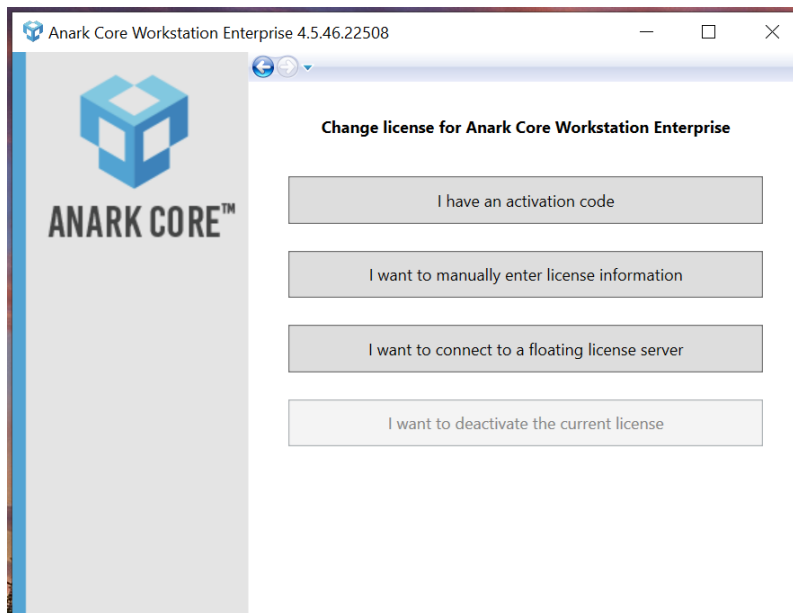 Anark Core Workstation Enterprise 4.5.46.22508
ANARK CORE™
Change license for Anark Core Workstation Enterprise
I have an activation code
I want to manually enter license information
I want to connect to a floating license server
I want to deactivate the current license